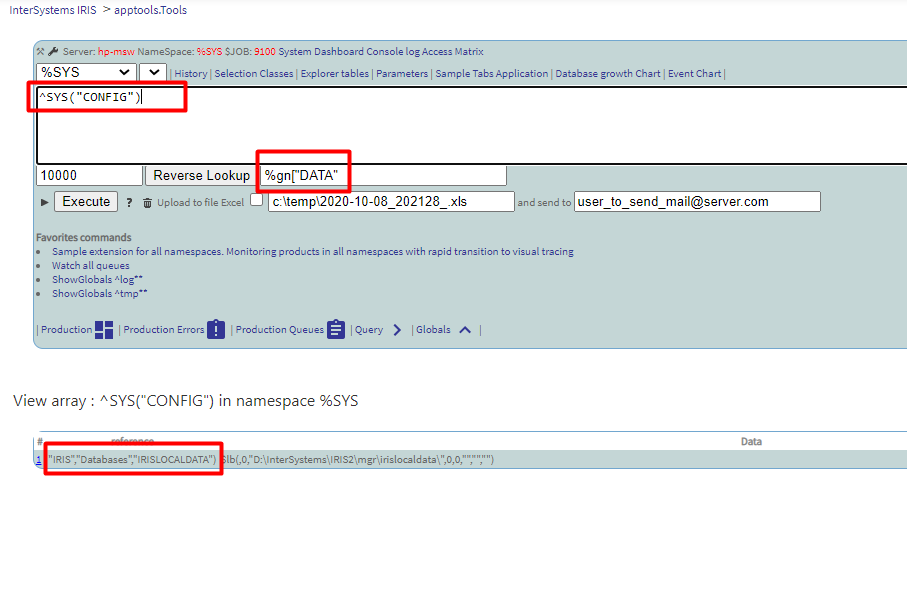 InterSystems IRIS > apptools.Tools
Server: hp-msw NameSpace: %SYS $JOB: 9100 System Dashboard Console log Access Matrix
%SYS | History | Selection Classes | Explorer tables | Parameters | Sample Tabs Application | Database growth Chart | Event Chart |
^SYS("CONFIG")
10000 Reverse Lookup %gn["DATA"
Execute ? Upload to file Excel c:\temp\2020-10-08_202128_.xls and send to user_to_send_mail@server.com
Favorites commands
Sample extension for all namespaces. Monitoring products in all namespaces with rapid transition to visual tracing
Watch all queues
ShowGlobals ^log**
ShowGlobals ^tmp**
| Production | Production Errors | Production Queues | Query | Globals |
View array : ^SYS("CONFIG") in namespace %SYS
# reference Data
1 "IRIS","Databases","IRISLOCALDATA") $lb(,0,"D:\InterSystems\IRIS2\mgr\irislocaldata\",0,0,"","","")